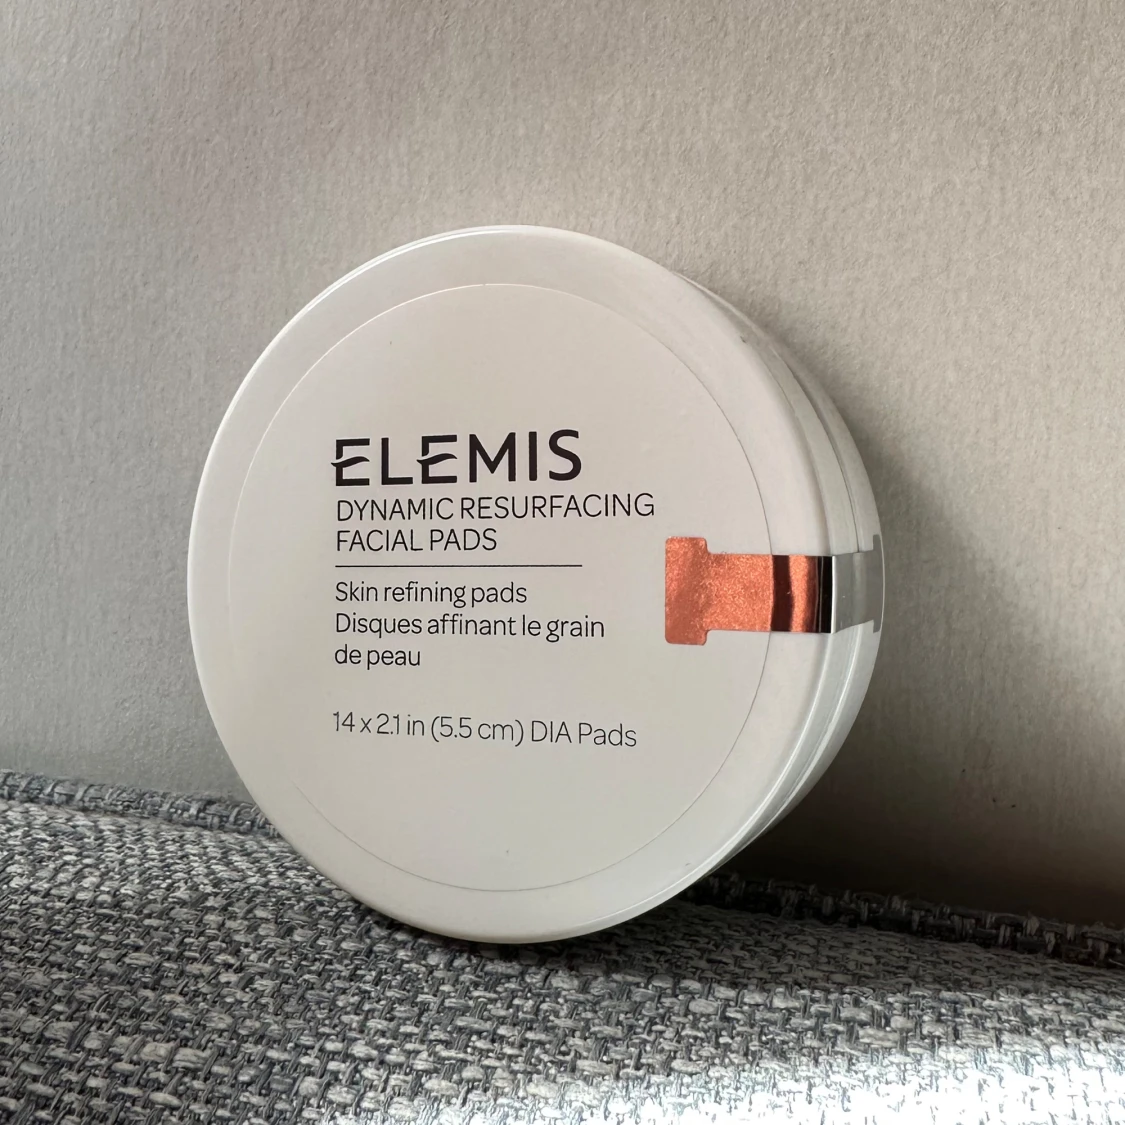 ELEMIS
DYNAMIC RESURFACING
FACIAL PADS
Skin refining pads
Disques affinant le grain
de peau
14 x 2.1 in (5.5 cm) DIA Pads